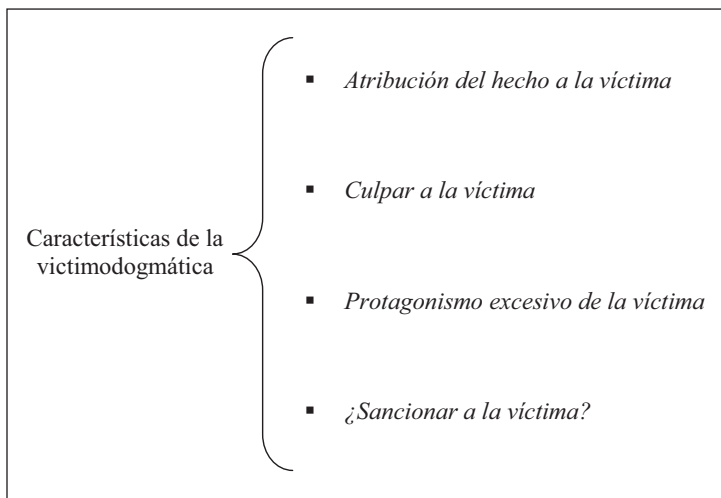 Características de la
victimodogmática
▪ Atribución del hecho a la víctima
▪ Culpar a la víctima
▪ Protagonismo excesivo de la víctima
▪ ¿Sancionar a la víctima?